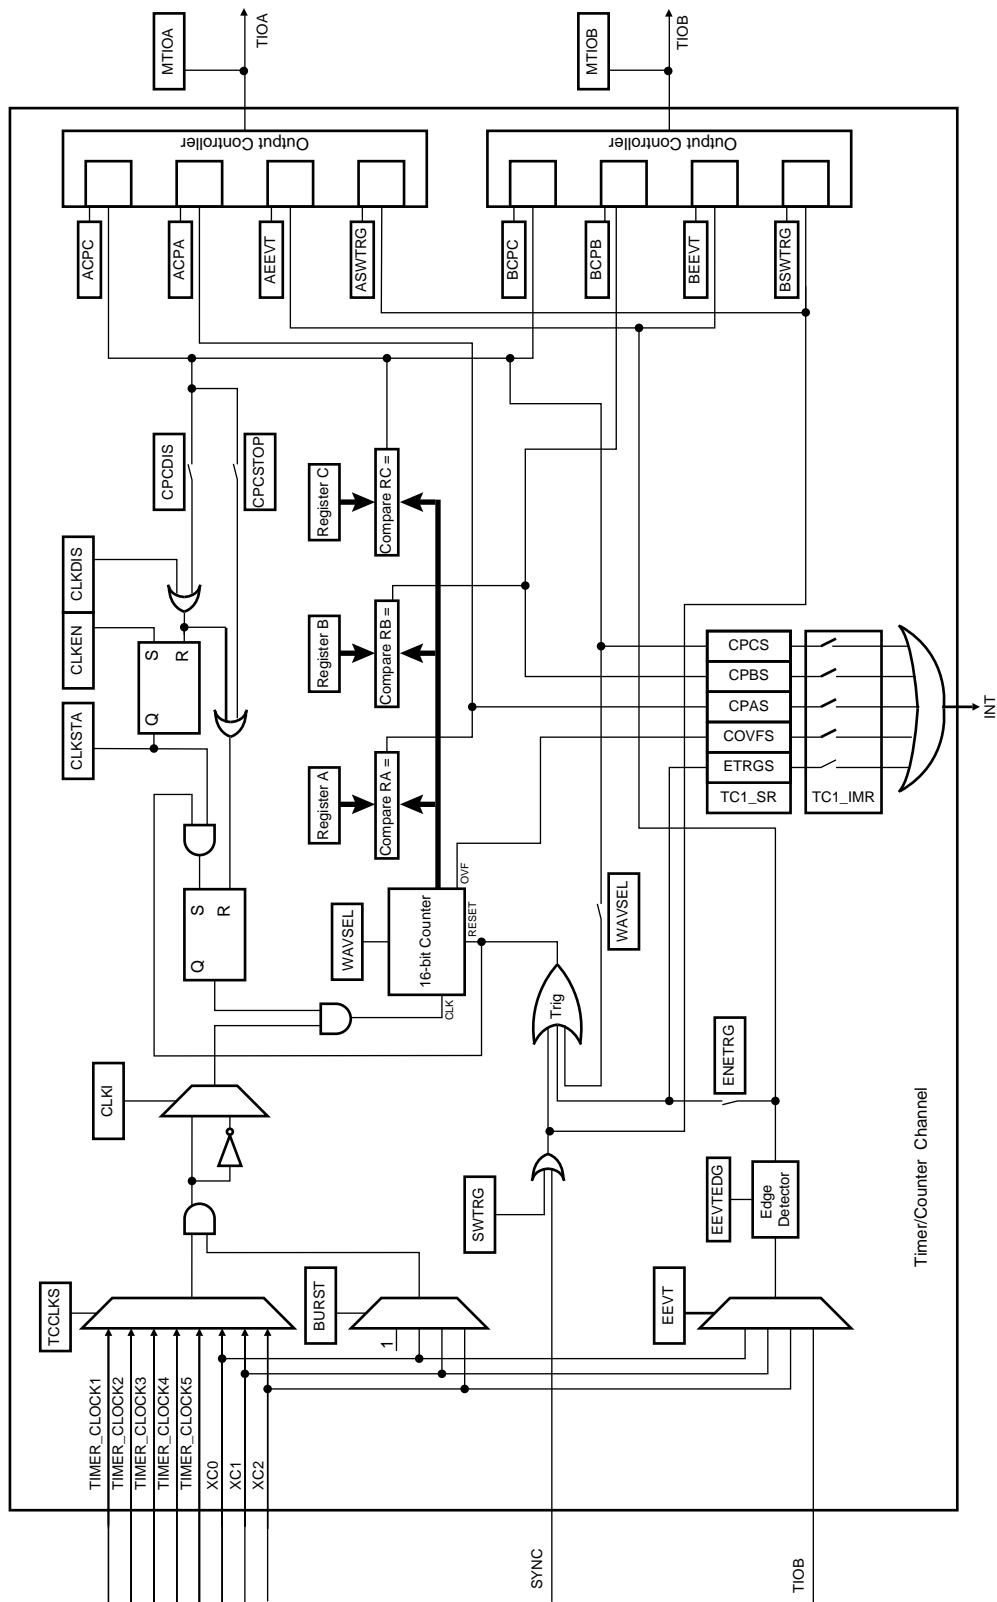 TCCLKS
TIMER_CLOCK1
TIMER_CLOCK2
TIMER_CLOCK3
TIMER_CLOCK4
TIMER_CLOCK5
XC0
XC1
XC2
CLKI
CLKSTA
CLKEN
CLKDIS
CPCDIS
CPCSTOP
Q
S
R
Q
S
R
ACPC
ACPA
AEEVT
ASWTRG
Output Controller
MTIOA
TIOA
BURST
1
WAVSEL
Register A
Register B
Register C
Compare RA =
Compare RB =
Compare RC =
16-bit Counter
CLK
RESET
OVF
SWTRG
SYNC
Trig
WAVSEL
BCPC
BCPB
BEEVT
BSWTRG
Output Controller
MTIOB
TIOB
EEVT
EEVTEDG
Edge
Detector
ENETRG
TIOB
CPCS
CPBS
CPAS
COVFS
ETRGS
TC1_SR
TC1_IMR
INT
Timer/Counter Channel